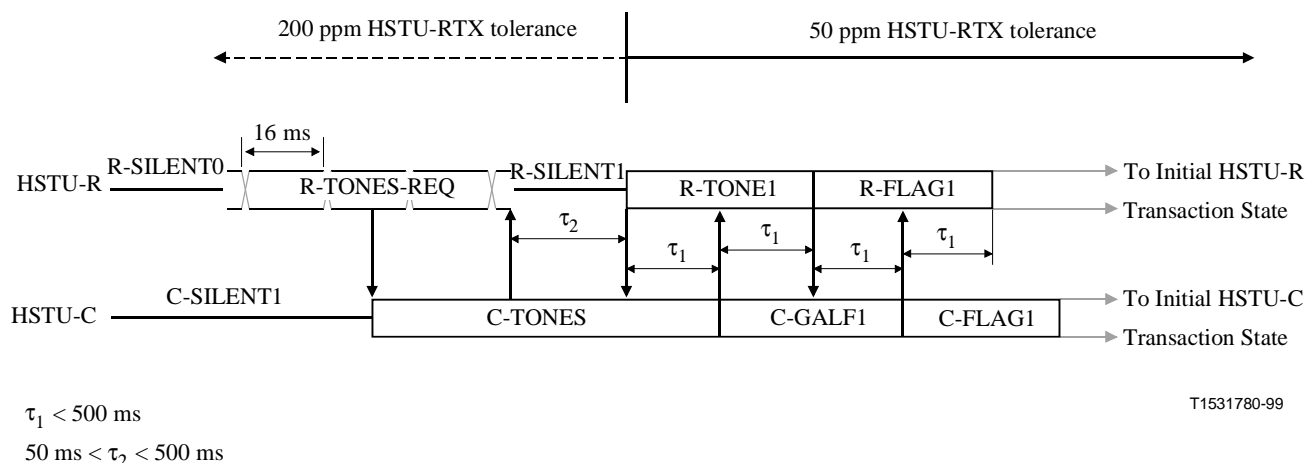 200 ppm HSTU-RTX tolerance
50 ppm HSTU-RTX tolerance
16 ms
R-SILENT0
R-SILENT1
To Initial HSTU-R
HSTU-R
R-TONES-REQ
R-TONE1
R-FLAG1
Transaction State
τ2
τ1
τ1
τ1
τ1
C-SILENT1
To Initial HSTU-C
HSTU-C
C-TONES
C-GALF1
C-FLAG1
Transaction State
T1531780-99
τ1 < 500 ms
50 ms < τ2 < 500 ms